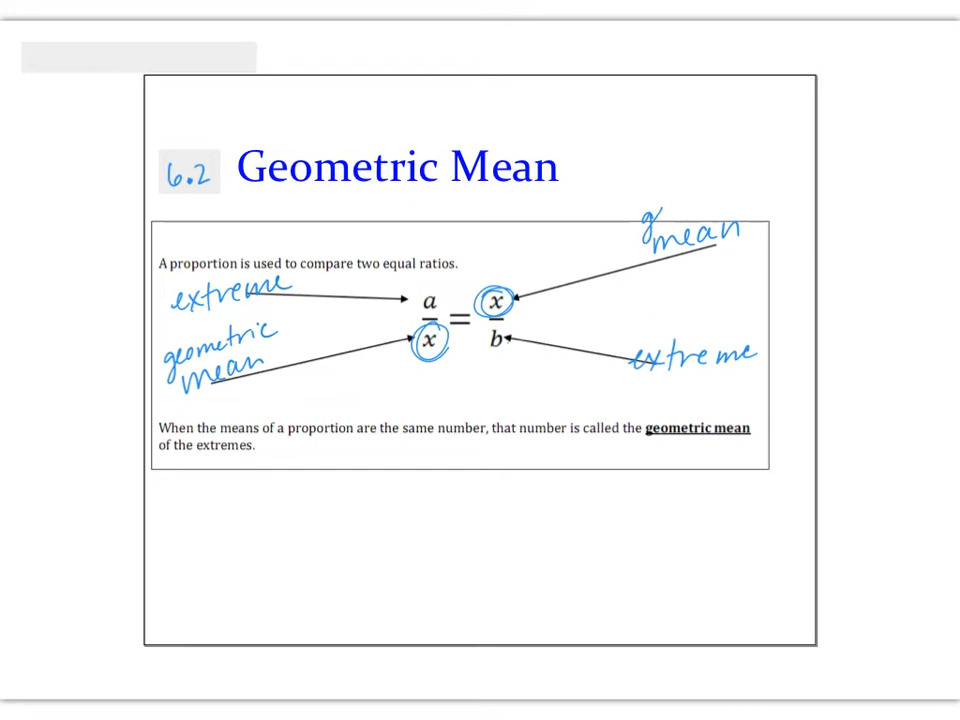 6.2 Geometric Mean
g mean
A proportion is used to compare two equal ratios.
extreme
a/x = x/b
geometric
mean
extreme
When the means of a proportion are the same number, that number is called the geometric mean
of the extremes.